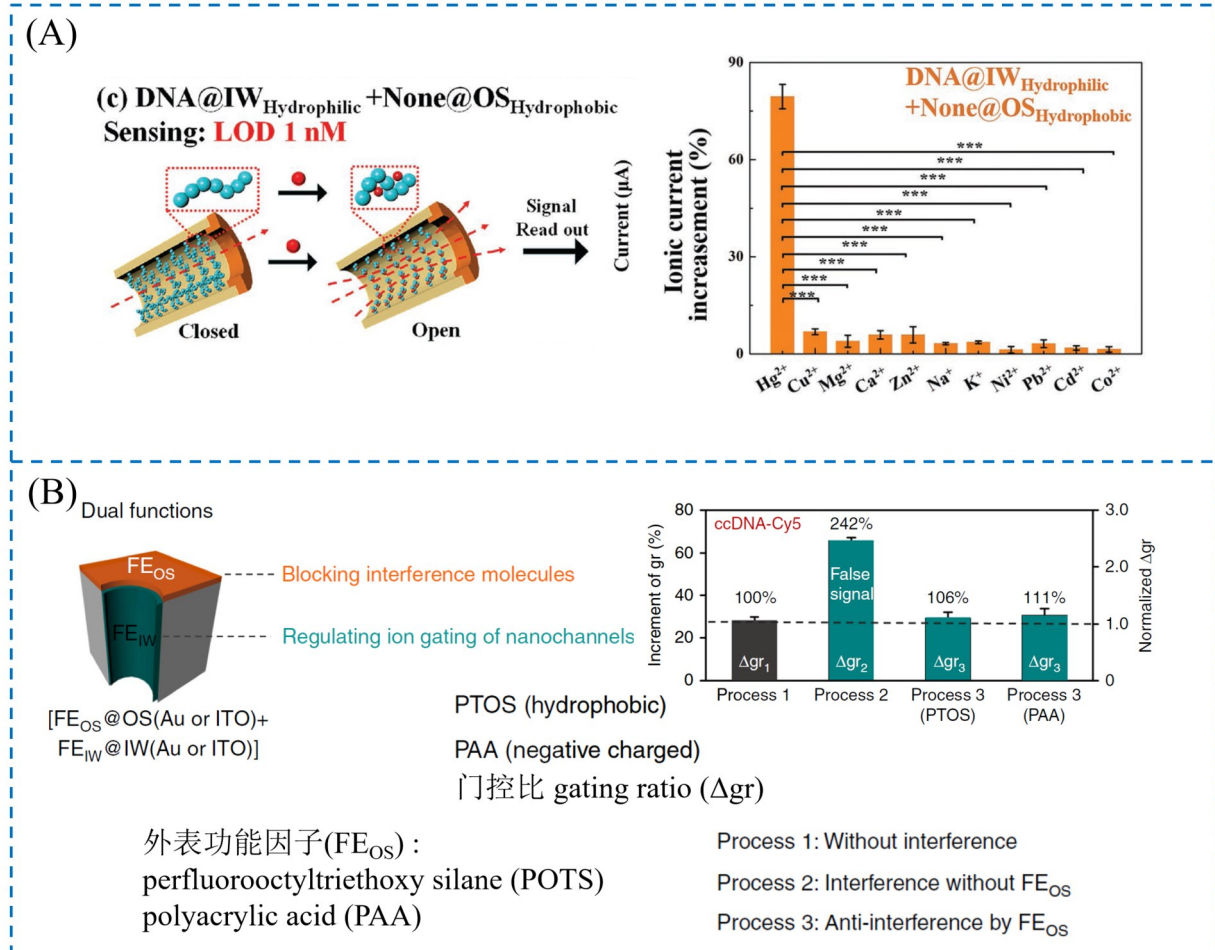 (A)
(c) DNA@IWHydrophilic +None@OSHydrophobic
Sensing: LOD 1 nM
Closed
Open
Signal
Read out
Current (μA)
Ionic current
increasement (%)
90
60
30
0
DNA@IWHydrophilic
+None@OSHydrophobic
***
***
***
***
***
***
***
***
***
***
Hg2+
Cu2+
Mg2+
Ca2+
Zn2+
Na+
K+
Ni2+
Pb2+
Cd2+
Co2+
(B)
Dual functions
FEOS
FEIW
Blocking interference molecules
Regulating ion gating of nanochannels
[FEOS@OS(Au or ITO)+
FEIW@IW(Au or ITO)]
Increment of gr (%)
80
60
40
20
0
ccDNA-Cy5
100%
242%
106%
111%
False
signal
Δgr1
Δgr2
Δgr3
Δgr3
Process 1
Process 2
Process 3
(PTOS)
Process 3
(PAA)
3.0
2.0
1.0
0
Normalized Δgr
PTOS (hydrophobic)
PAA (negative charged)
门控比 gating ratio (Δgr)
外表功能因子(FEOS) :
perfluorooctyltriethoxy silane (POTS)
polyacrylic acid (PAA)
Process 1: Without interference
Process 2: Interference without FEOS
Process 3: Anti-interference by FEOS